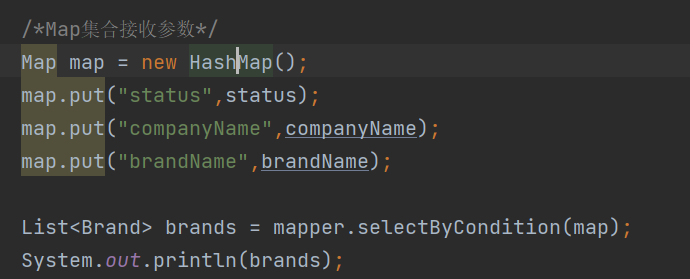 /*Map集合接收参数*/
Map map = new HashMap();
map.put("status",status);
map.put("companyName",companyName);
map.put("brandName",brandName);
List<Brand> brands = mapper.selectByCondition(map);
System.out.println(brands);